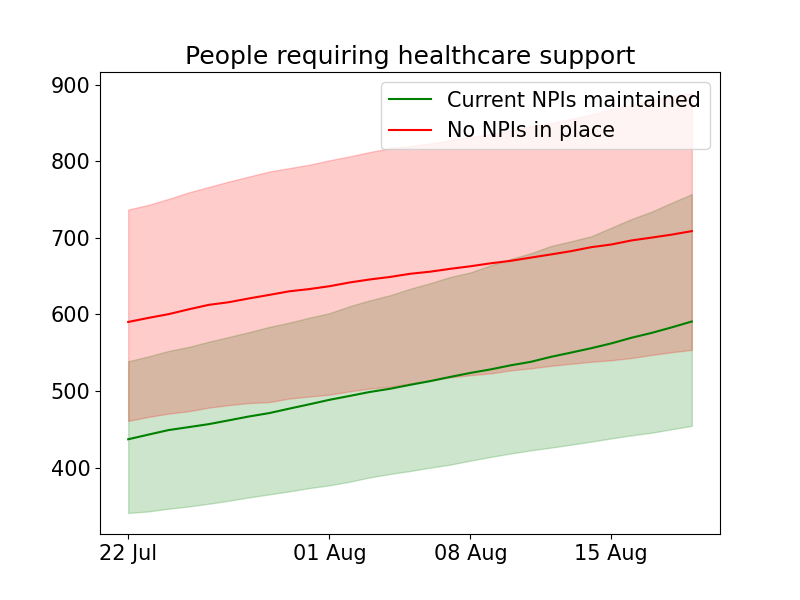 People requiring healthcare support
Current NPIs maintained
No NPIs in place
900
800
700
600
500
400
22 Jul
01 Aug
08 Aug
15 Aug